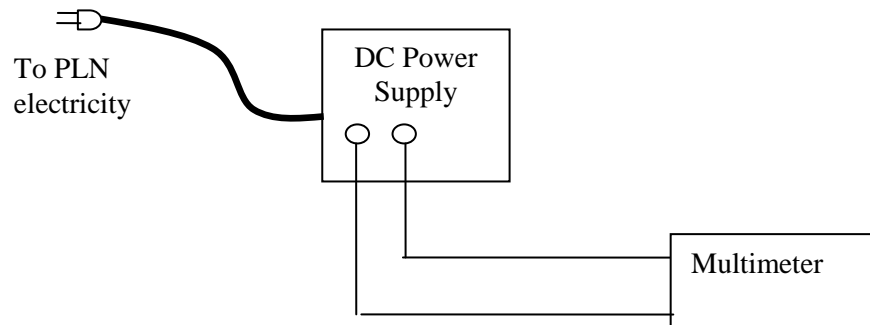 To PLN
electricity
DC Power
Supply
Multimeter